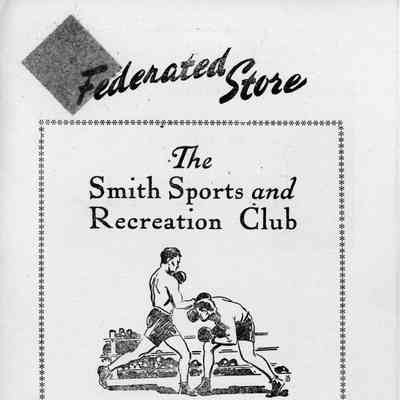 Federated Store
The
Smith Sports and
Recreation Club